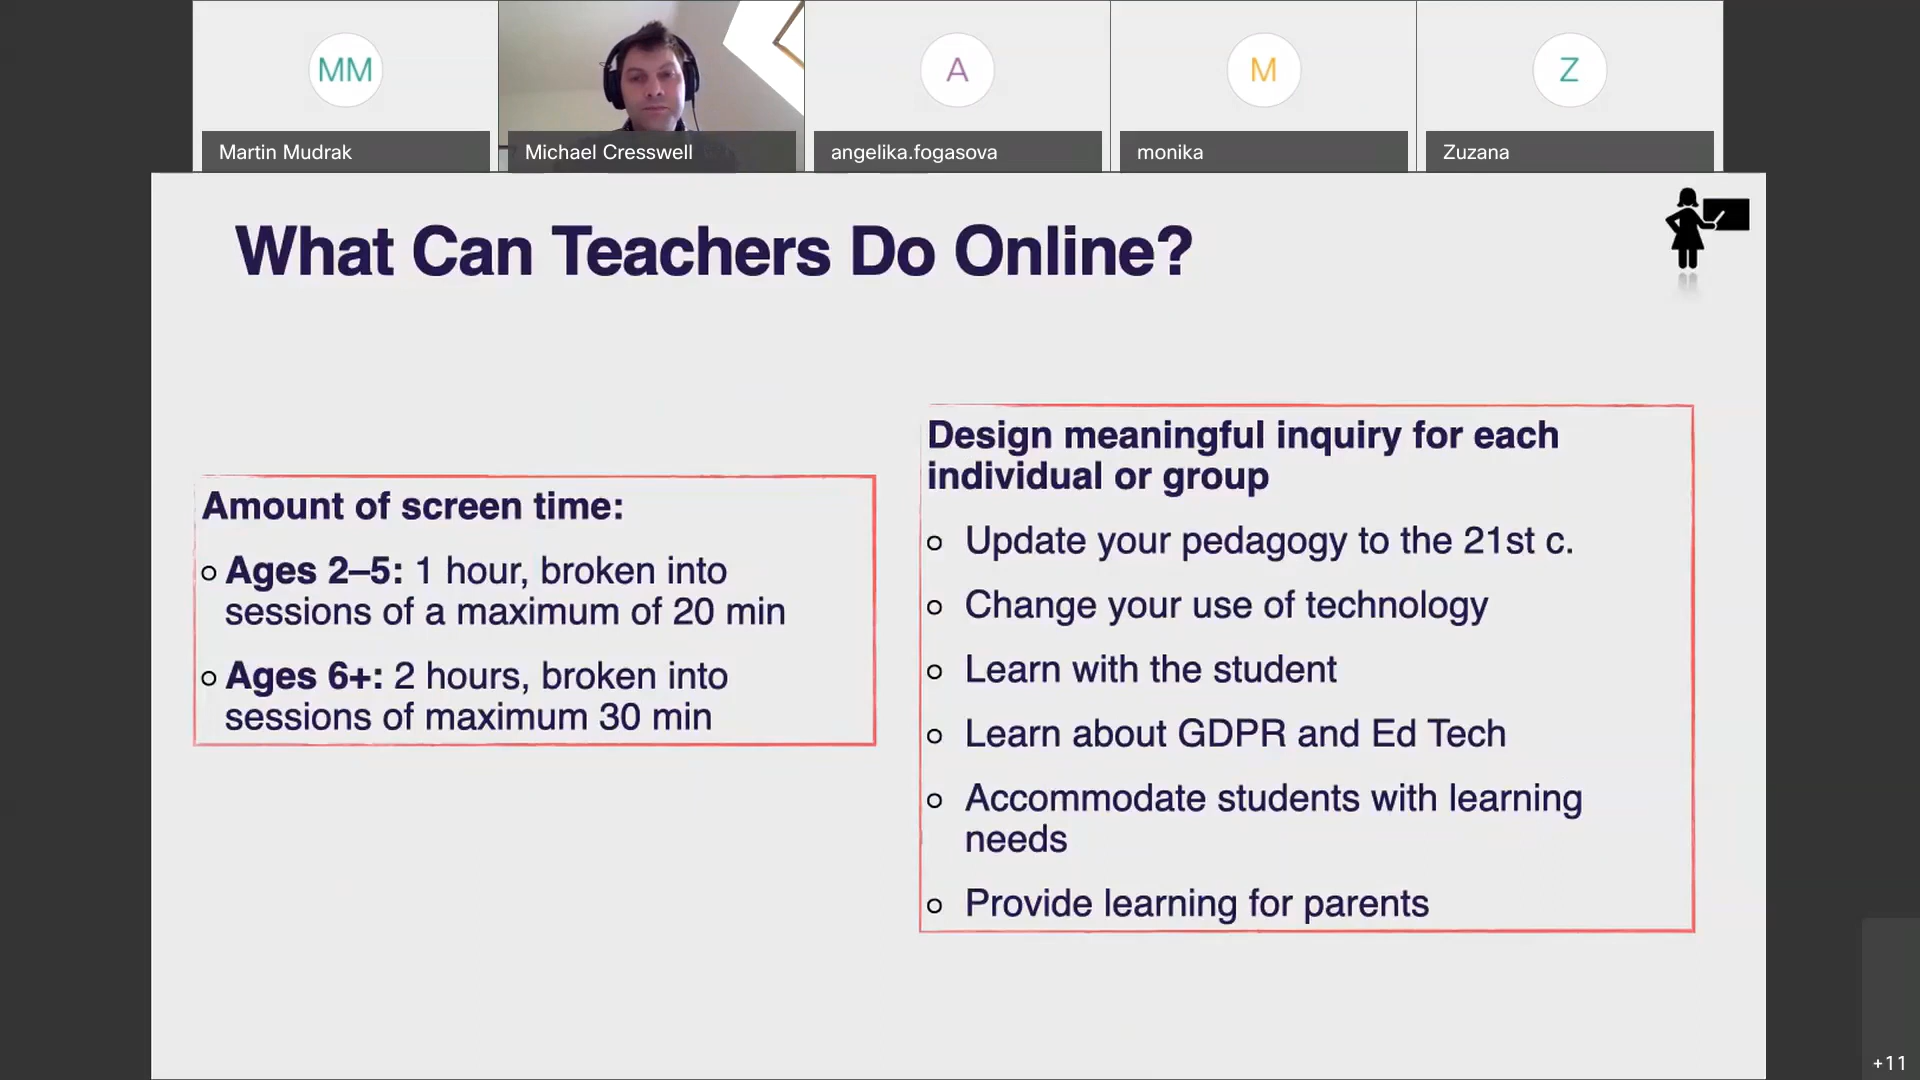 MM
A
M
Z
Martin Mudrak
Michael Cresswell
angelika.fogasova
monika
Zuzana
What Can Teachers Do Online?
Amount of screen time:
Ages 2–5: 1 hour, broken into
sessions of a maximum of 20 min
Ages 6+: 2 hours, broken into
sessions of maximum 30 min
Design meaningful inquiry for each
individual or group
Update your pedagogy to the 21st c.
Change your use of technology
Learn with the student
Learn about GDPR and Ed Tech
Accommodate students with learning
needs
Provide learning for parents
+11